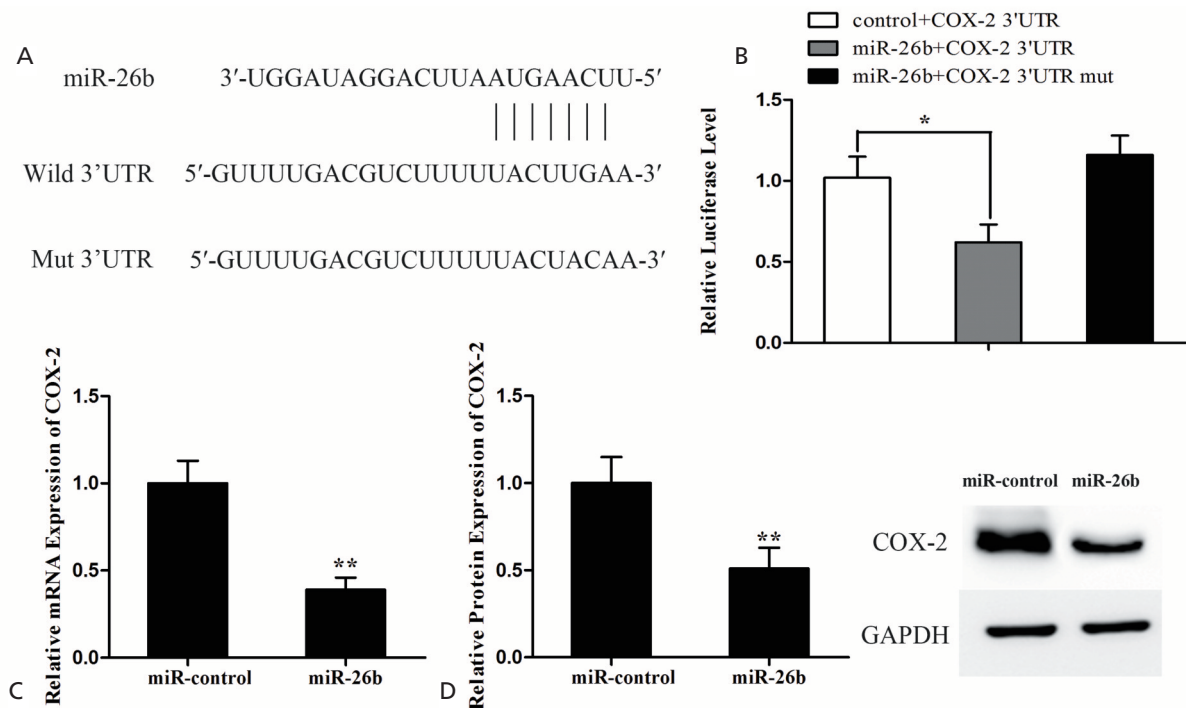 A
miR-26b 3′-UGGAUAGGACUUAAUGAACUU-5′
Wild 3’UTR 5′-GUUUUGACGUCUUUUUACUUGAA-3′
Mut 3’UTR 5′-GUUUUGACGUCUUUUUACUACAA-3′
B
control+COX-2 3'UTR
miR-26b+COX-2 3'UTR
miR-26b+COX-2 3'UTR mut
Relative Luciferase Level
1.5
1.0
0.5
0.0
*
C
Relative mRNA Expression of COX-2
1.5
1.0
0.5
0.0
**
miR-control miR-26b
D
Relative Protein Expression of COX-2
1.5
1.0
0.5
0.0
**
miR-control miR-26b
miR-control miR-26b
COX-2
GAPDH